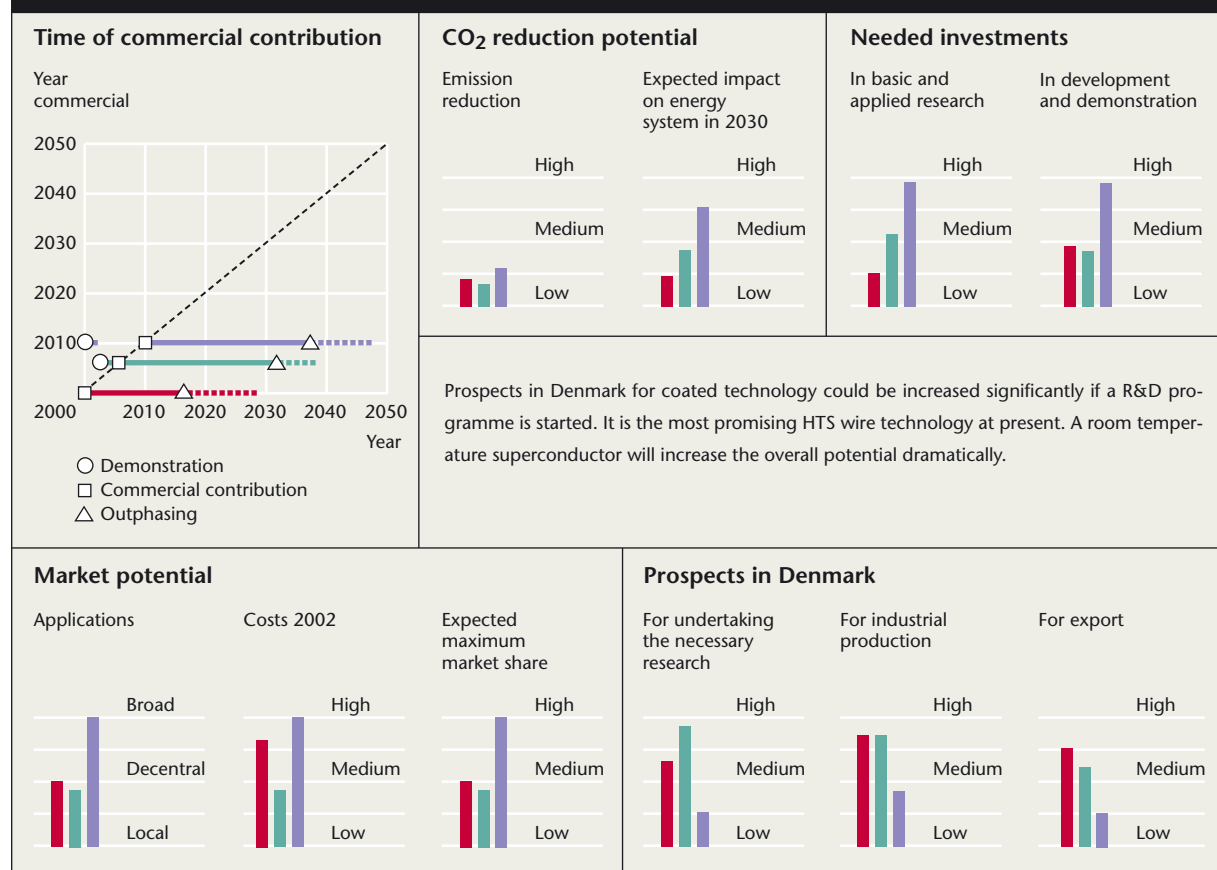 Time of commercial contribution
Year
commercial
2050
2040
2030
2020
2010
2000 2010 2020 2030 2040 2050
Year
Demonstration
Commercial contribution
Outphasing
CO2 reduction potential
Emission
reduction
High
Medium
Low
Expected impact
on energy
system in 2030
High
Medium
Low
Needed investments
In basic and
applied research
High
Medium
Low
In development
and demonstration
High
Medium
Low
Prospects in Denmark for coated technology could be increased significantly if a R&D pro-
gramme is started. It is the most promising HTS wire technology at present. A room temper-
ature superconductor will increase the overall potential dramatically.
Market potential
Applications
Broad
Decentral
Local
Costs 2002
High
Medium
Low
Expected
maximum
market share
High
Medium
Low
Prospects in Denmark
For undertaking
the necessary
research
High
Medium
Low
For industrial
production
High
Medium
Low
For export
High
Medium
Low